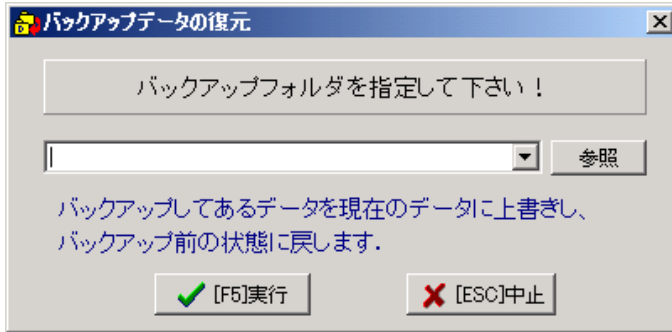 バックアップデータの復元
バックアップフォルダを指定して下さい！
参照
バックアップしてあるデータを現在のデータに上書きし、
バックアップ前の状態に戻します.
[F5]実行
[ESC]中止